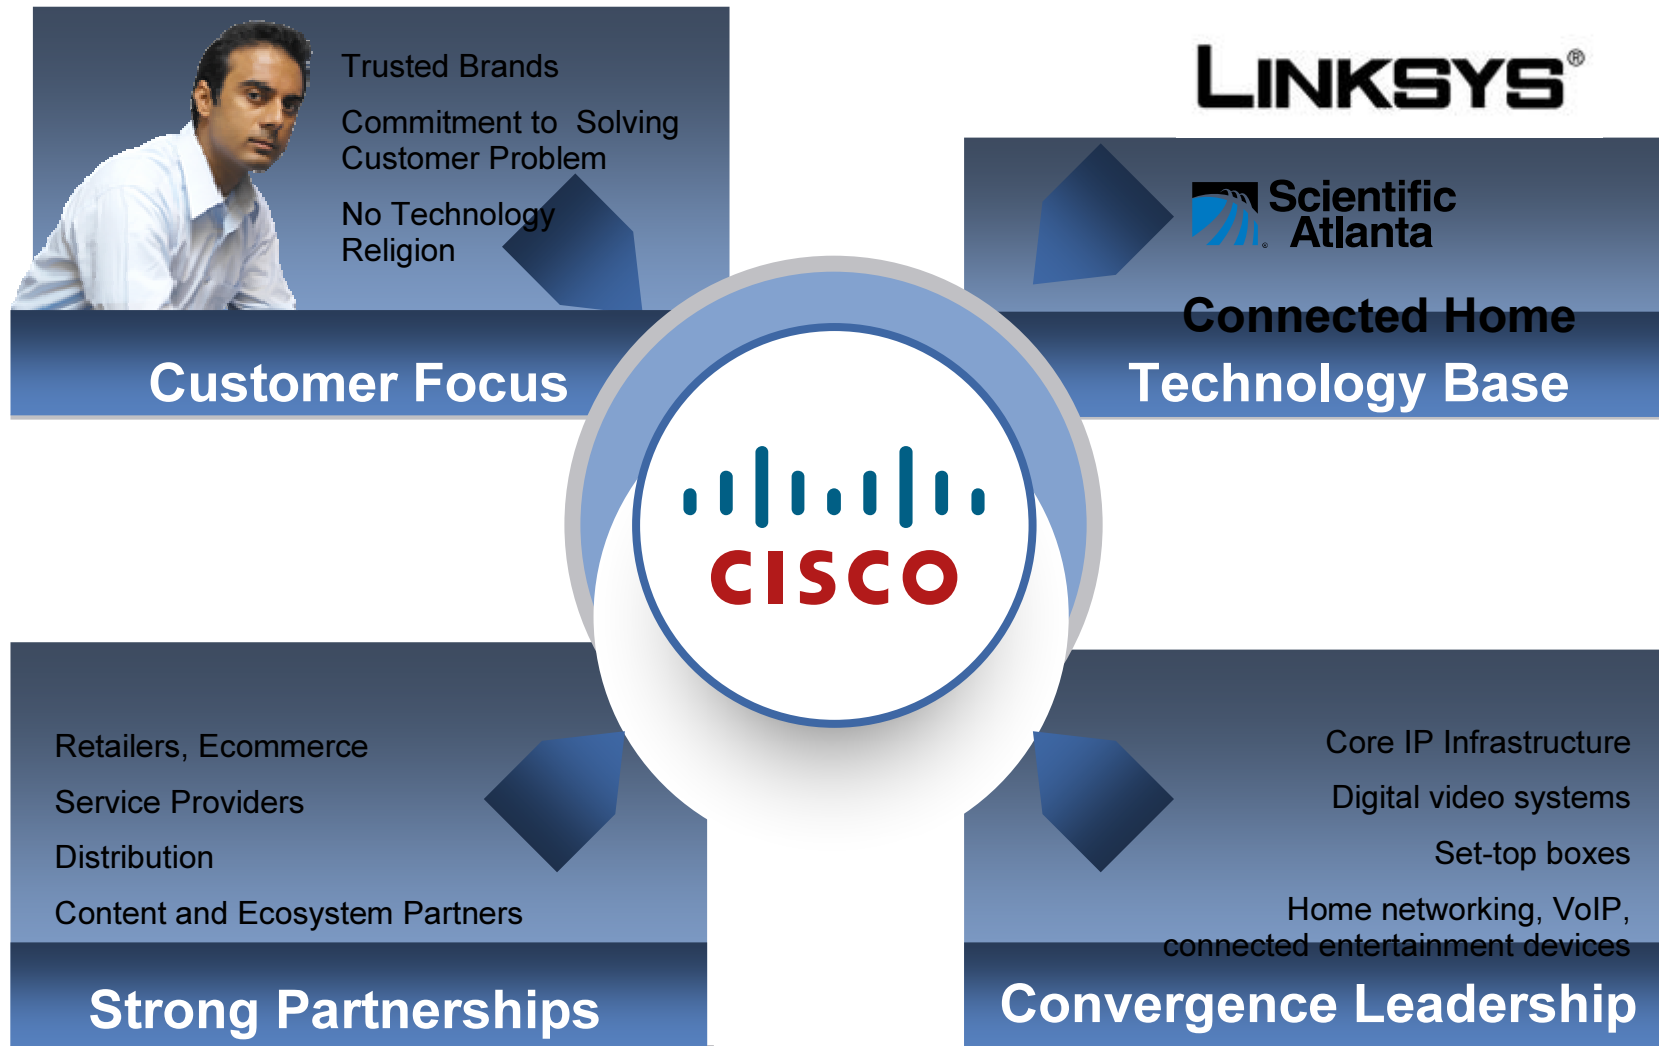 Trusted Brands
Commitment to  Solving
Customer Problem
No Technology
Religion
Customer Focus
LINKSYS®
Scientific
Atlanta®
Connected Home
Technology Base
CISCO
Retailers, Ecommerce
Service Providers
Distribution
Content and Ecosystem Partners
Strong Partnerships
Core IP Infrastructure
Digital video systems
Set-top boxes
Home networking, VoIP,
connected entertainment devices
Convergence Leadership